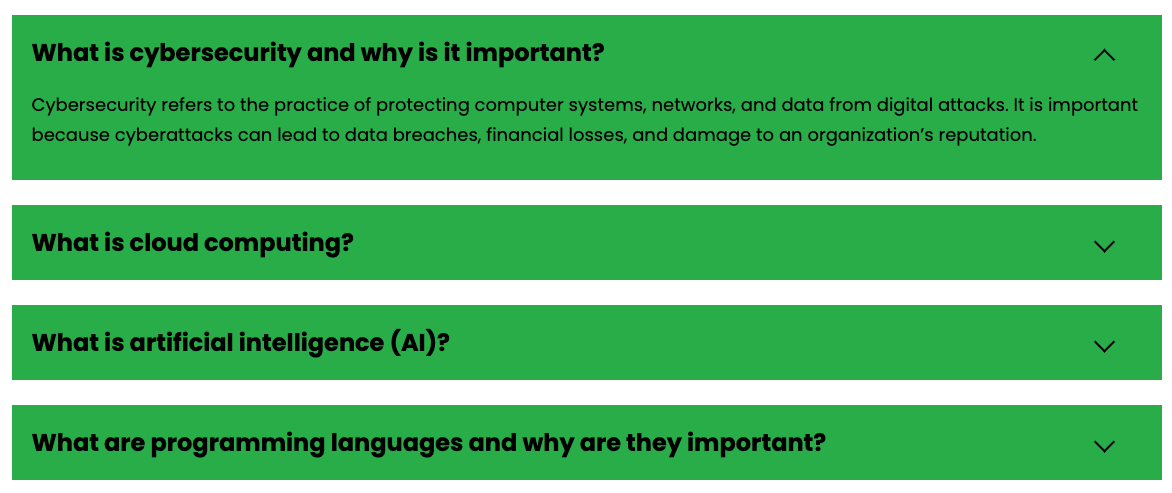 What is cybersecurity and why is it important?
Cybersecurity refers to the practice of protecting computer systems, networks, and data from digital attacks. It is important
because cyberattacks can lead to data breaches, financial losses, and damage to an organization’s reputation.
What is cloud computing?
What is artificial intelligence (AI)?
What are programming languages and why are they important?